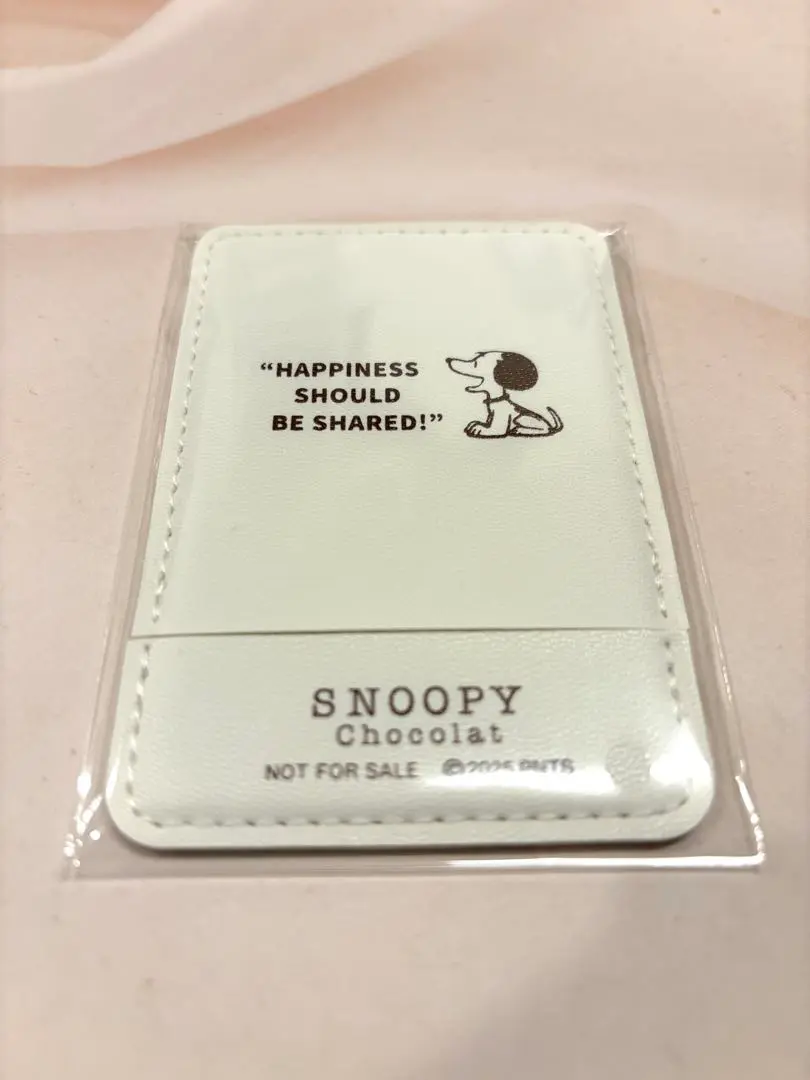 “HAPPINESS
SHOULD
BE SHARED!”
SNOOPY
Chocolat
NOT FOR SALE ©2025 PNTS